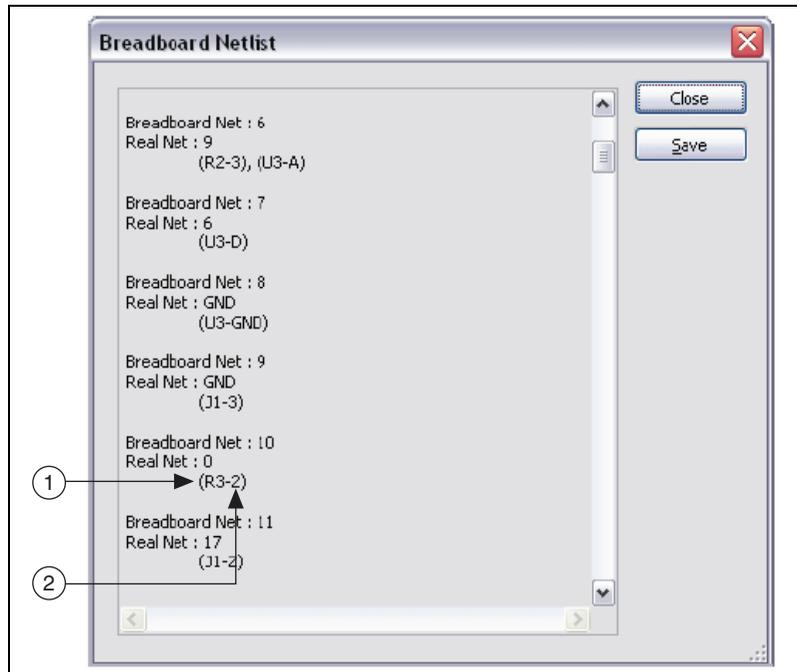 Breadboard Netlist
Close
Save
Breadboard Net : 6
Real Net : 9
(R2-3), (U3-A)
Breadboard Net : 7
Real Net : 6
(U3-D)
Breadboard Net : 8
Real Net : GND
(U3-GND)
Breadboard Net : 9
Real Net : GND
(J1-3)
Breadboard Net : 10
Real Net : 0
(R3-2)
Breadboard Net : 11
Real Net : 17
(J1-2)
1
2